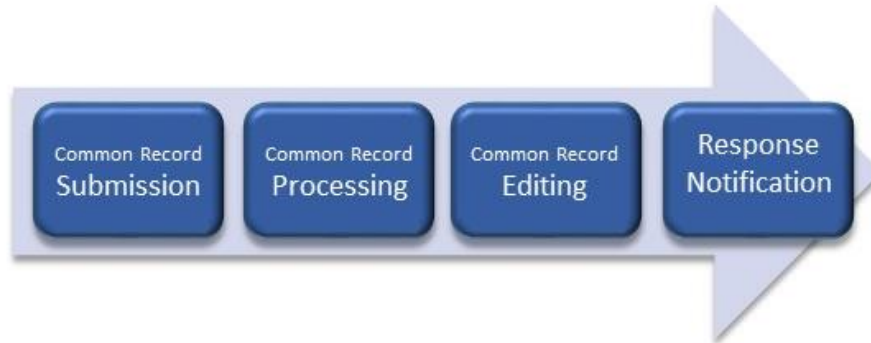 Common Record
Submission
Common Record
Processing
Common Record
Editing
Response
Notification